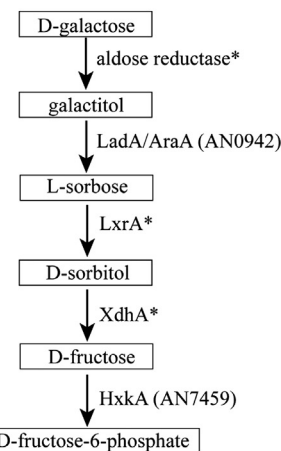 D-galactose
aldose reductase*
galactitol
LadA/AraA (AN0942)
L-sorbose
LxrA*
D-sorbitol
XdhA*
D-fructose
HxkA (AN7459)
D-fructose-6-phosphate